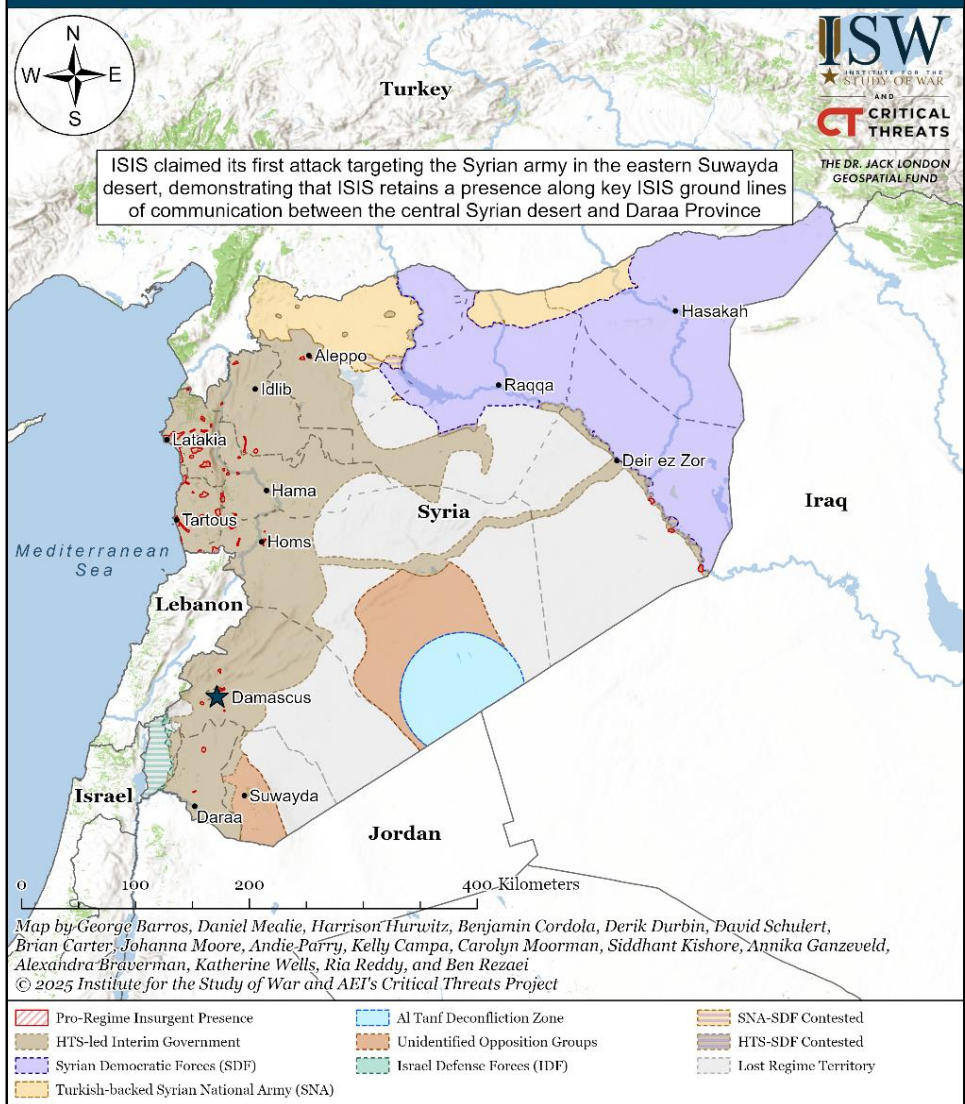 N
W E
S
ISW
INSTITUTE FOR THE
STUDY OF WAR
AND
CT CRITICAL
THREATS
THE DR. JACK LONDON
GEOSPATIAL FUND
Turkey
ISIS claimed its first attack targeting the Syrian army in the eastern Suwayda
desert, demonstrating that ISIS retains a presence along key ISIS ground lines
of communication between the central Syrian desert and Daraa Province
Hasakah
Aleppo
Idlib
Raqqa
Latakia
Deir ez Zor
Hama
Syria
Iraq
Tartous
Homs
Mediterranean
Sea
Lebanon
Damascus
Israel
Suwayda
Daraa
Jordan
0 100 200 400 Kilometers
Map by George Barros, Daniel Mealie, Harrison Hurwitz, Benjamin Cordola, Derik Durbin, David Schulert,
Brian Carter, Johanna Moore, Andie Parry, Kelly Campa, Carolyn Moorman, Siddhant Kishore, Annika Ganzeveld,
Alexandra Braverman, Katherine Wells, Ria Reddy, and Ben Rezaei
© 2025 Institute for the Study of War and AEI's Critical Threats Project
Pro-Regime Insurgent Presence
HTS-led Interim Government
Syrian Democratic Forces (SDF)
Turkish-backed Syrian National Army (SNA)
Al Tanf Deconfliction Zone
Unidentified Opposition Groups
Israel Defense Forces (IDF)
SNA-SDF Contested
HTS-SDF Contested
Lost Regime Territory